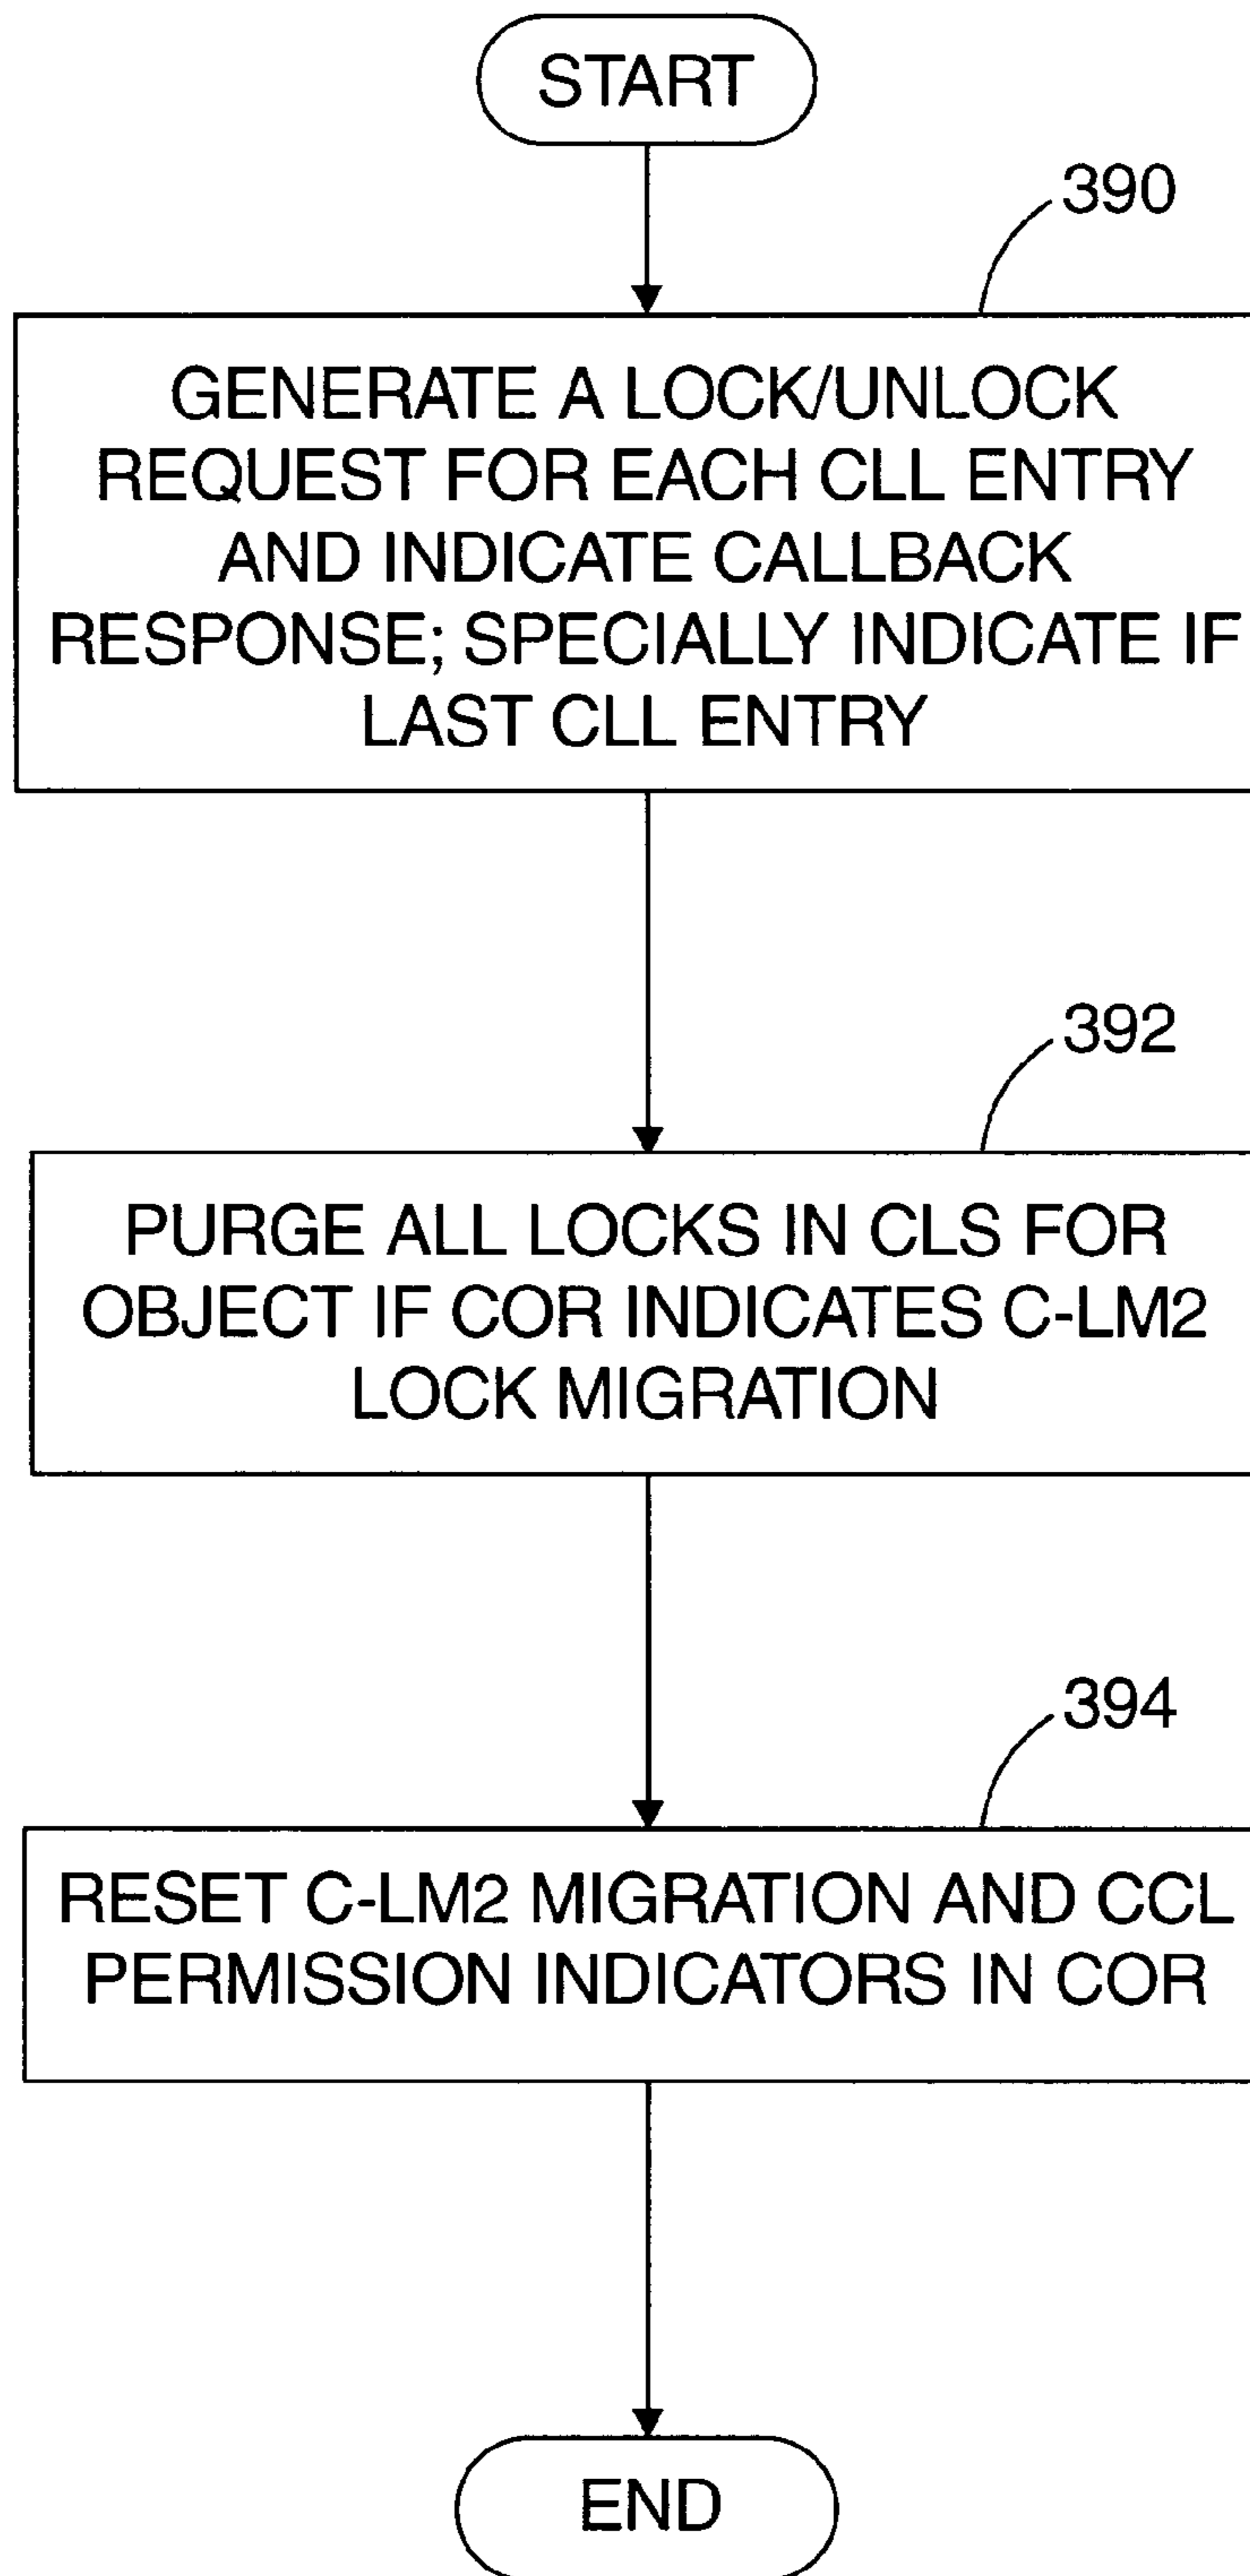 START
390
GENERATE A LOCK/UNLOCK
REQUEST FOR EACH CLL ENTRY
AND INDICATE CALLBACK
RESPONSE; SPECIALLY INDICATE IF
LAST CLL ENTRY
392
PURGE ALL LOCKS IN CLS FOR
OBJECT IF COR INDICATES C-LM2
LOCK MIGRATION
394
RESET C-LM2 MIGRATION AND CCL
PERMISSION INDICATORS IN COR
END